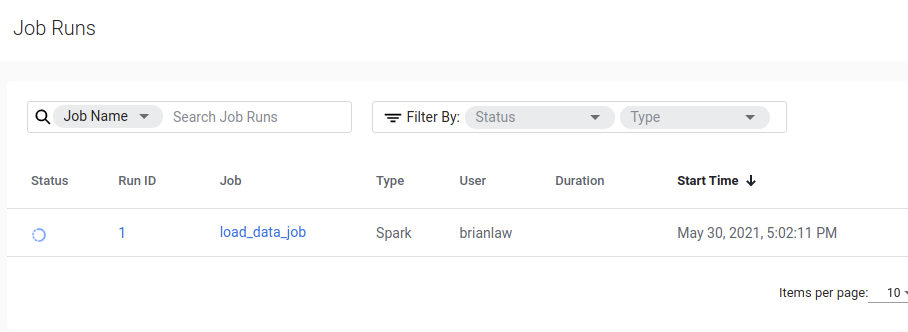 Job Runs
Job Name Search Job Runs Filter By: Status Type
Status Run ID Job Type User Duration Start Time
1 load_data_job Spark brianlaw May 30, 2021, 5:02:11 PM
Items per page: 10